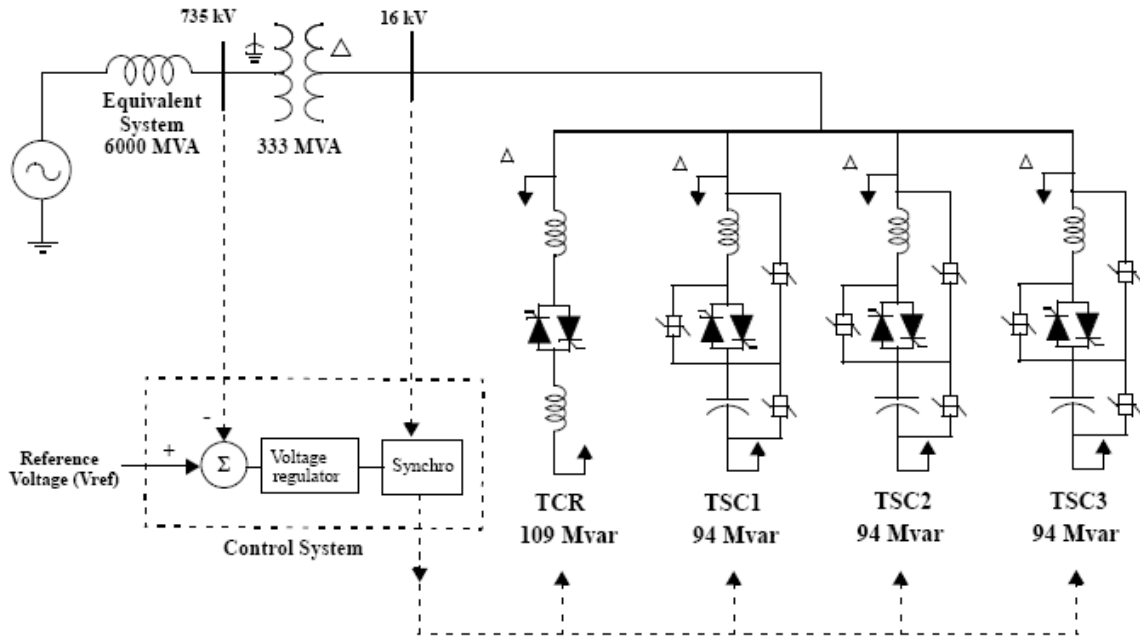 735 kV
16 kV
Δ
Equivalent
System
6000 MVA
333 MVA
Δ
Δ
Δ
Δ
-
+
Reference
Voltage (Vref)
Σ
Voltage
regulator
Synchro
Control System
TCR
109 Mvar
TSC1
94 Mvar
TSC2
94 Mvar
TSC3
94 Mvar